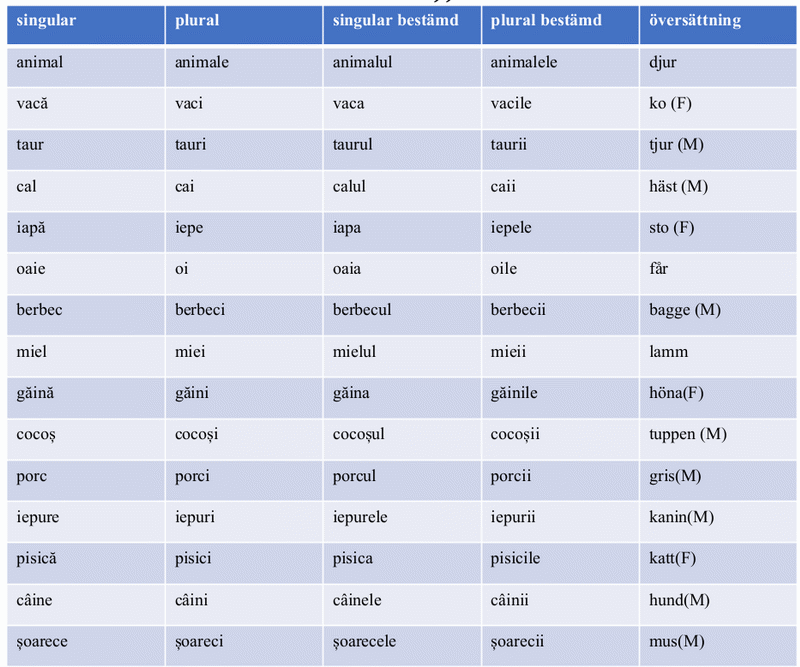 singular plural singular bestämd plural bestämd översättning
animal animale animalul animalele djur
vacă vaci vaca vacile ko (F)
taur tauri taurul taurii tjur (M)
cal cai calul caii häst (M)
iapă iepe iapa iepele sto (F)
oaie oi oaia oile får
berbec berbeci berbecul berbecii bagge (M)
miel miei mielul mieii lamm
găină găini găina găinile höna(F)
cocoș cocoși cocoșul cocoșii tuppen (M)
porc porci porcul porcii gris(M)
iepure iepuri iepurele iepurii kanin(M)
pisică pisici pisica pisicile katt(F)
câine câini câinele câinii hund(M)
șoarece șoareci șoarecele șoarecii mus(M)